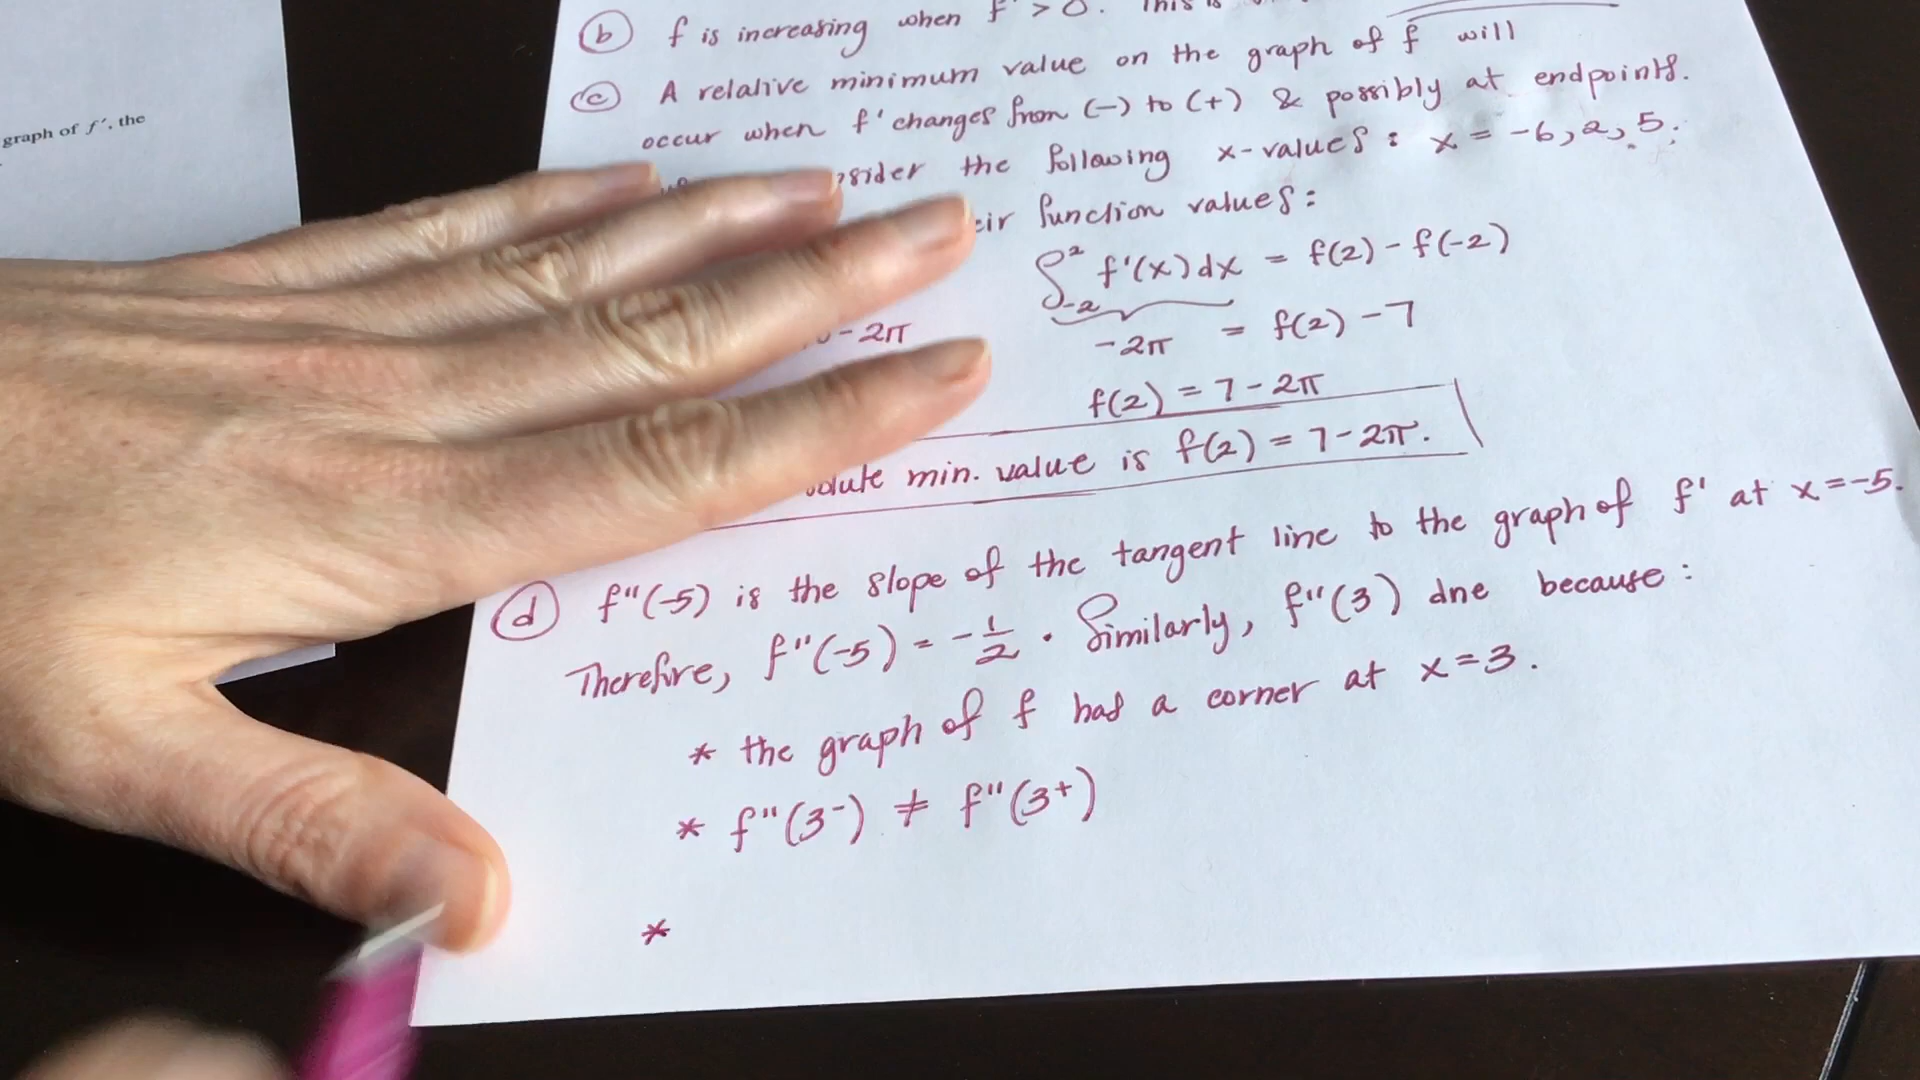 graph of f′, the
(b) f is increasing when f' > 0. This is
(c) A relative minimum value on the graph of f will
occur when f' changes from (-) to (+) & possibly at endpoints.
the following x-values: x = -6, 2, 5.
function values:
∫_{-2}^{2} f'(x)dx = f(2) - f(-2)
- 2π
-2π = f(2) - 7
f(2) = 7 - 2π
min. value is f(2) = 7 - 2π.
(d) f''(-5) is the slope of the tangent line to the graph of f' at x = -5.
Therefore, f''(-5) = -1/2. Similarly, f''(3) dne because:
* the graph of f has a corner at x = 3.
* f''(3⁻) ≠ f''(3⁺)
*